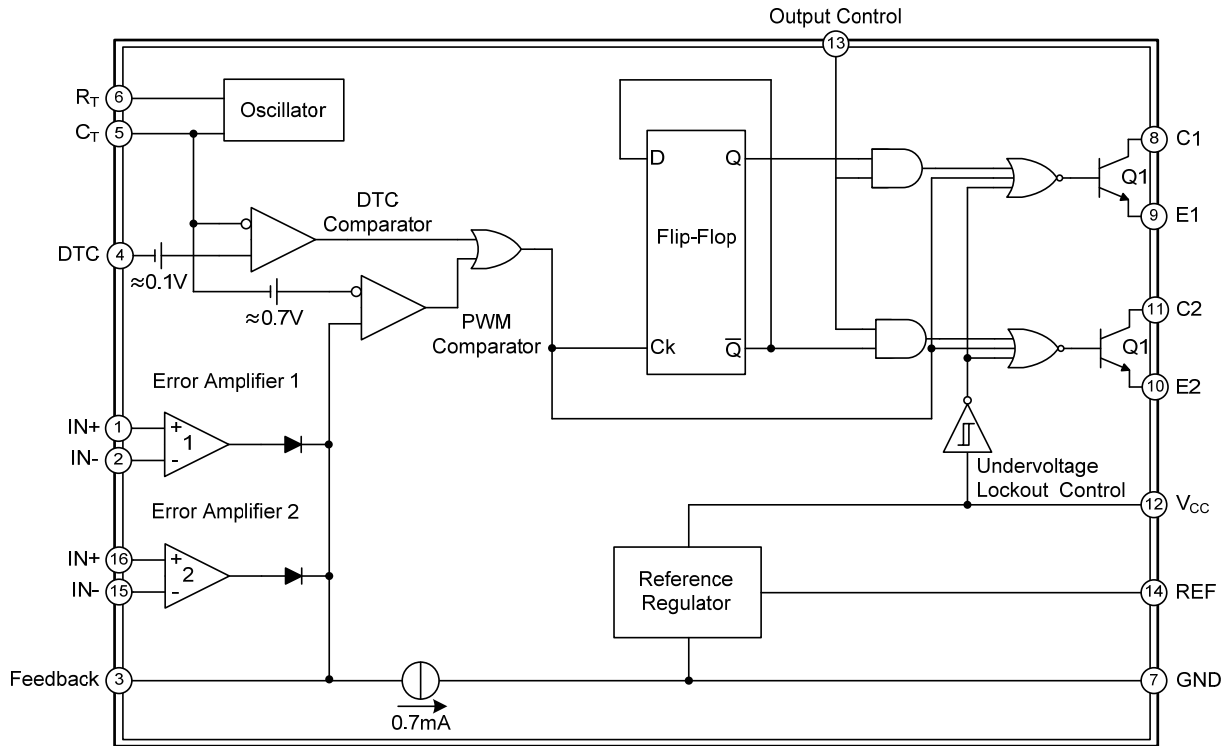 Output Control
13
R_T 6
Oscillator
C_T 5
8 C1
D Q
Q1
DTC
Comparator
9 E1
Flip-Flop
DTC 4
≈0.1V
≈0.7V
11 C2
PWM
Comparator
Ck Q̅
Q1
10 E2
Error Amplifier 1
IN+ 1
+ 1
IN- 2
-
Undervoltage
Lockout Control
12 V_CC
Error Amplifier 2
IN+ 16
+ 2
IN- 15
-
Reference
Regulator
14 REF
Feedback 3
0.7mA
7 GND